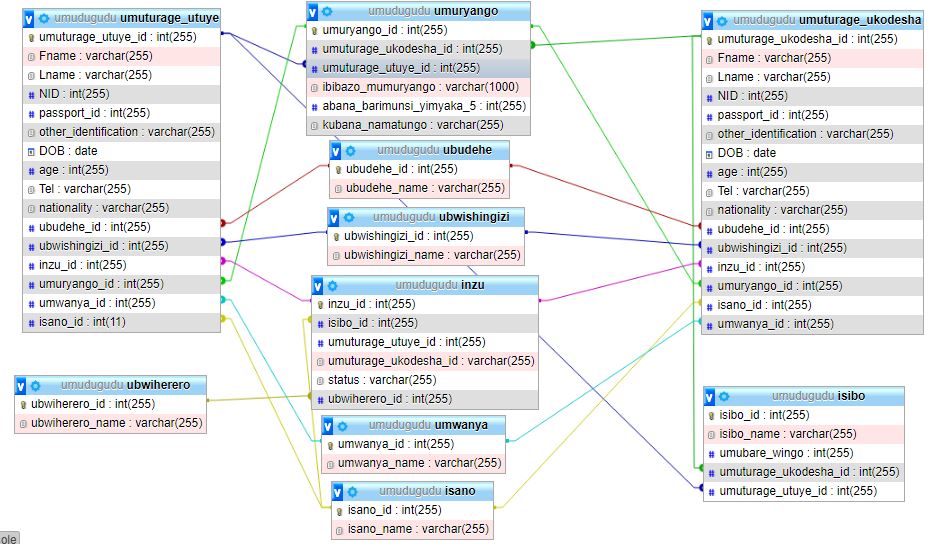 v umudugudu umuturage_utuye
umuturage_utuye_id : int(255)
Fname : varchar(255)
Lname : varchar(255)
# NID : int(255)
# passport_id : int(255)
other_identification : varchar(255)
DOB : date
# age : int(255)
Tel : varchar(255)
nationality : varchar(255)
# ubudehe_id : int(255)
# ubwishingizi_id : int(255)
# inzu_id : int(255)
# umuryango_id : int(255)
# umwanya_id : int(255)
# isano_id : int(11)
v umudugudu ubwiherero
ubwiherero_id : int(255)
ubwiherero_name : varchar(255)
v umudugudu umuryango
umuryango_id : int(255)
# umuturage_ukodesha_id : int(255)
# umuturage_utuye_id : int(255)
ibibazo_mumuryango : varchar(1000)
# abana_barimunsi_yimyaka_5 : int(255)
kubana_namatungo : varchar(255)
v umudugudu ubudehe
ubudehe_id : int(255)
ubudehe_name : varchar(255)
v umudugudu ubwishingizi
ubwishingizi_id : int(255)
ubwishingizi_name : varchar(255)
v umudugudu inzu
inzu_id : int(255)
# isibo_id : int(255)
# umuturage_utuye_id : int(255)
umuturage_ukodesha_id : varchar(255)
status : varchar(255)
# ubwiherero_id : int(255)
v umudugudu umwanya
umwanya_id : int(255)
umwanya_name : varchar(255)
v umudugudu isano
isano_id : int(255)
isano_name : varchar(255)
v umudugudu umuturage_ukodesha
umuturage_ukodesha_id : int(255)
Fname : varchar(255)
Lname : varchar(255)
# NID : int(255)
# passport_id : int(255)
other_identification : varchar(255)
DOB : date
# age : int(255)
Tel : varchar(255)
nationality : varchar(255)
# ubudehe_id : int(255)
# ubwishingizi_id : int(255)
# inzu_id : int(255)
# umuryango_id : int(255)
# isano_id : int(255)
# umwanya_id : int(255)
v umudugudu isibo
isibo_id : int(255)
isibo_name : varchar(255)
# umubare_wingo : int(255)
# umuturage_ukodesha_id : int(255)
# umuturage_utuye_id : int(255)
ole